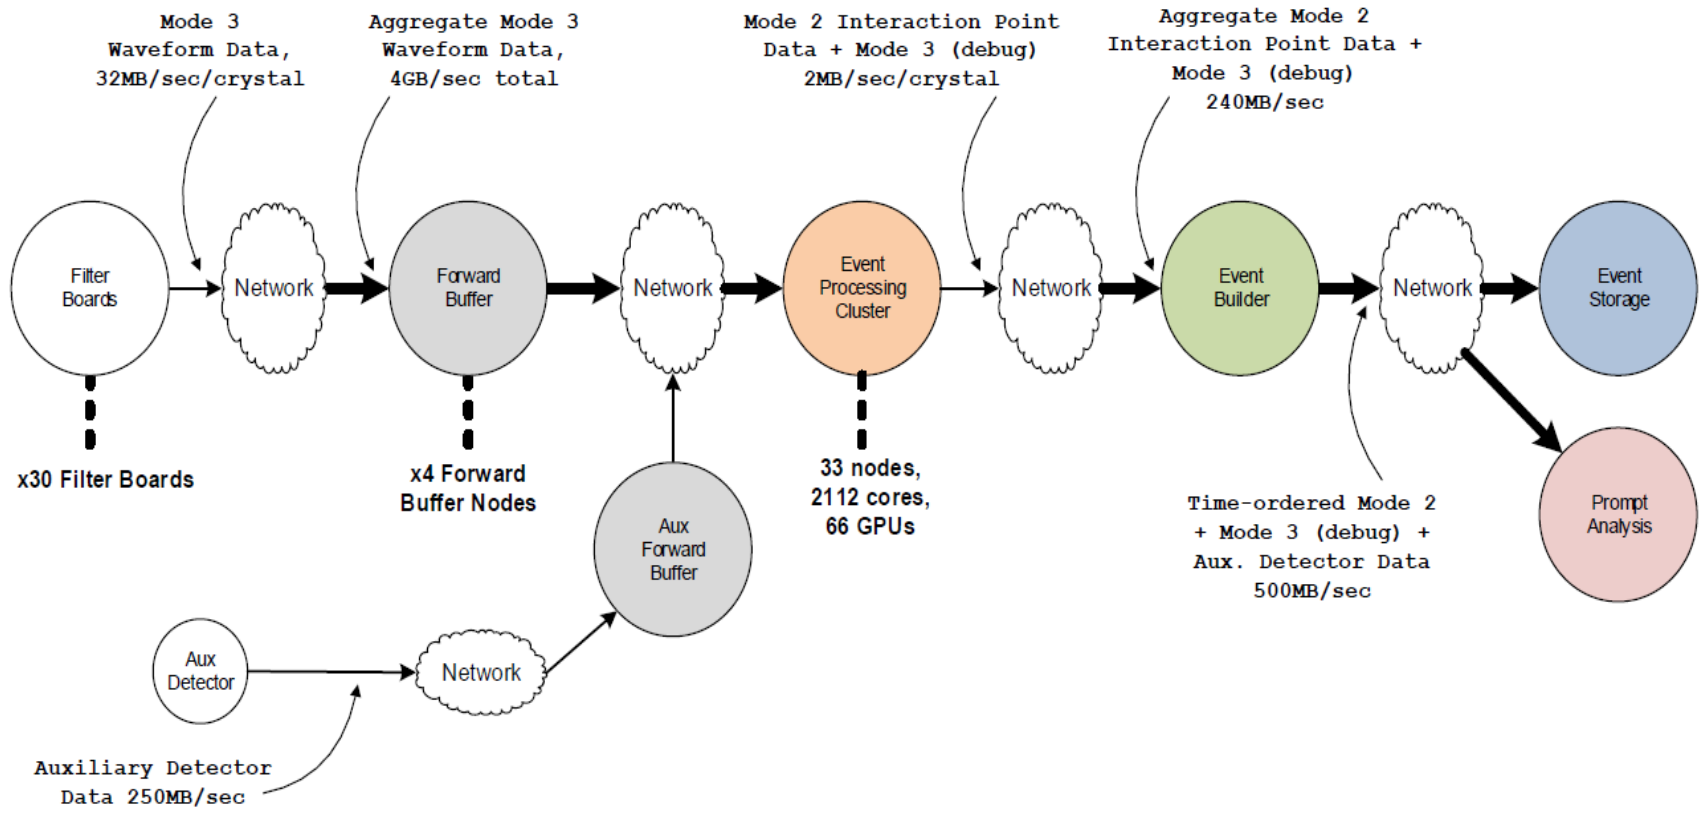 Mode 3
Waveform Data,
32MB/sec/crystal
Aggregate Mode 3
Waveform Data,
4GB/sec total
Mode 2 Interaction Point
Data + Mode 3 (debug)
2MB/sec/crystal
Aggregate Mode 2
Interaction Point Data +
Mode 3 (debug)
240MB/sec
Filter
Boards
Network
Forward
Buffer
Network
Event
Processing
Cluster
Network
Event
Builder
Network
Event
Storage
x30 Filter Boards
x4 Forward
Buffer Nodes
33 nodes,
2112 cores,
66 GPUs
Aux
Forward
Buffer
Time-ordered Mode 2
+ Mode 3 (debug) +
Aux. Detector Data
500MB/sec
Prompt
Analysis
Aux
Detector
Network
Auxiliary Detector
Data 250MB/sec